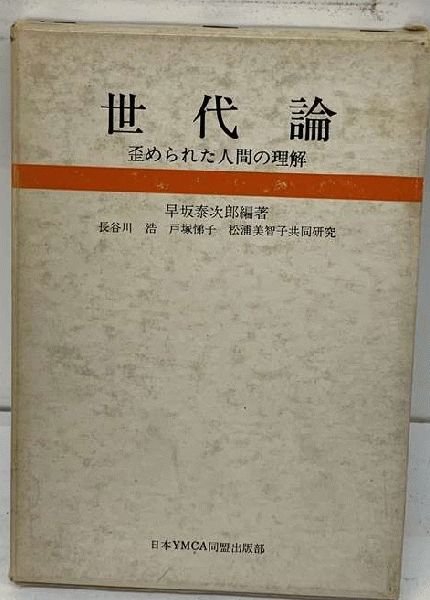 世代論
歪められた人間の理解
早坂泰次郎編著
長谷川 浩 戸塚悌子 松浦美智子共同研究
日本YMCA同盟出版部